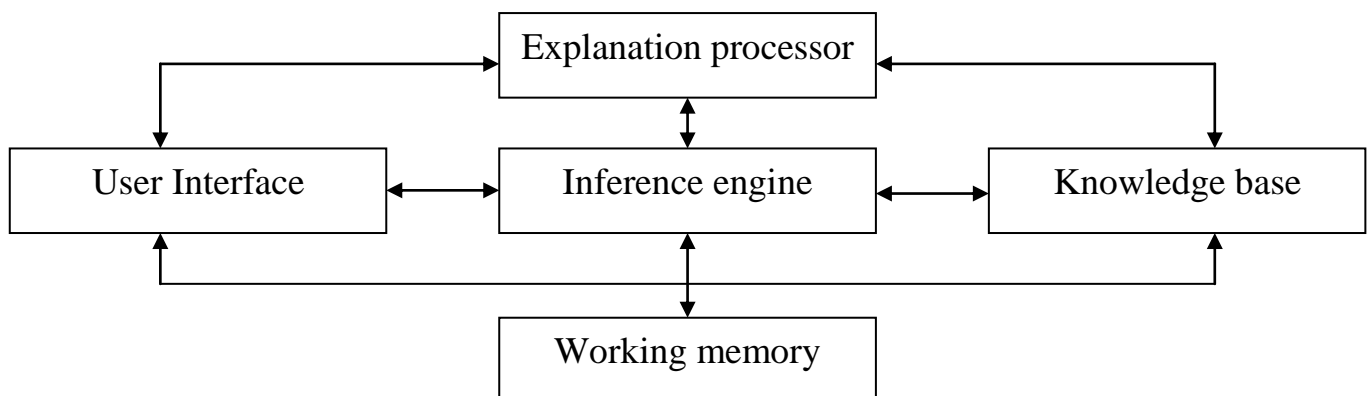 Explanation processor
User Interface
Inference engine
Knowledge base
Working memory